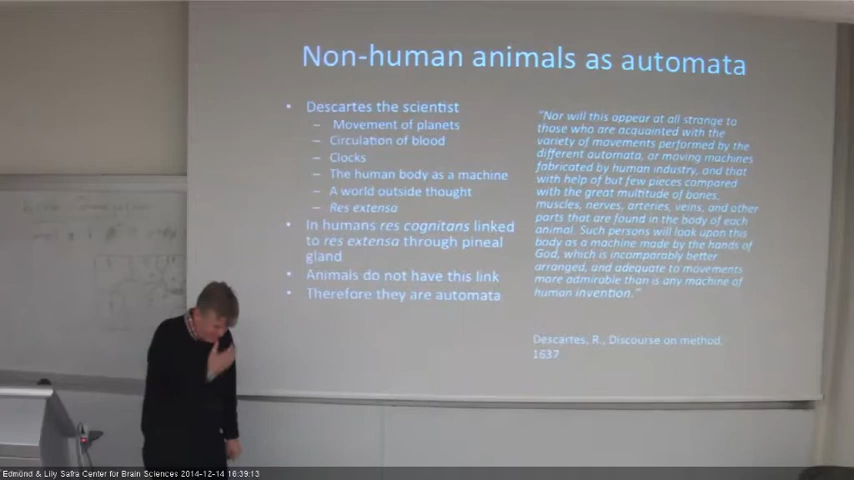 Non-human animals as automata
• Descartes the scientist
– Movement of planets
– Circulation of blood
– Clocks
– The human body as a machine
– A world outside thought
– Res extensa
• In humans res cognitans linked
to res extensa through pineal
gland
• Animals do not have this link
• Therefore they are automata
"Nor will this appear at all strange to
those who are acquainted with the
variety of movements performed by the
different automata, or moving machines
fabricated by human industry, and that
with help of but few pieces compared
with the great multitude of bones,
muscles, nerves, arteries, veins, and other
parts that are found in the body of each
animal. Such persons will look upon this
body as a machine made by the hands of
God, which is incomparably better
arranged, and adequate to movements
more admirable than is any machine of
human invention."
Descartes, R., Discourse on method,
1637
Edmond & Lily Safra Center for Brain Sciences 2014-12-14 16:39:13